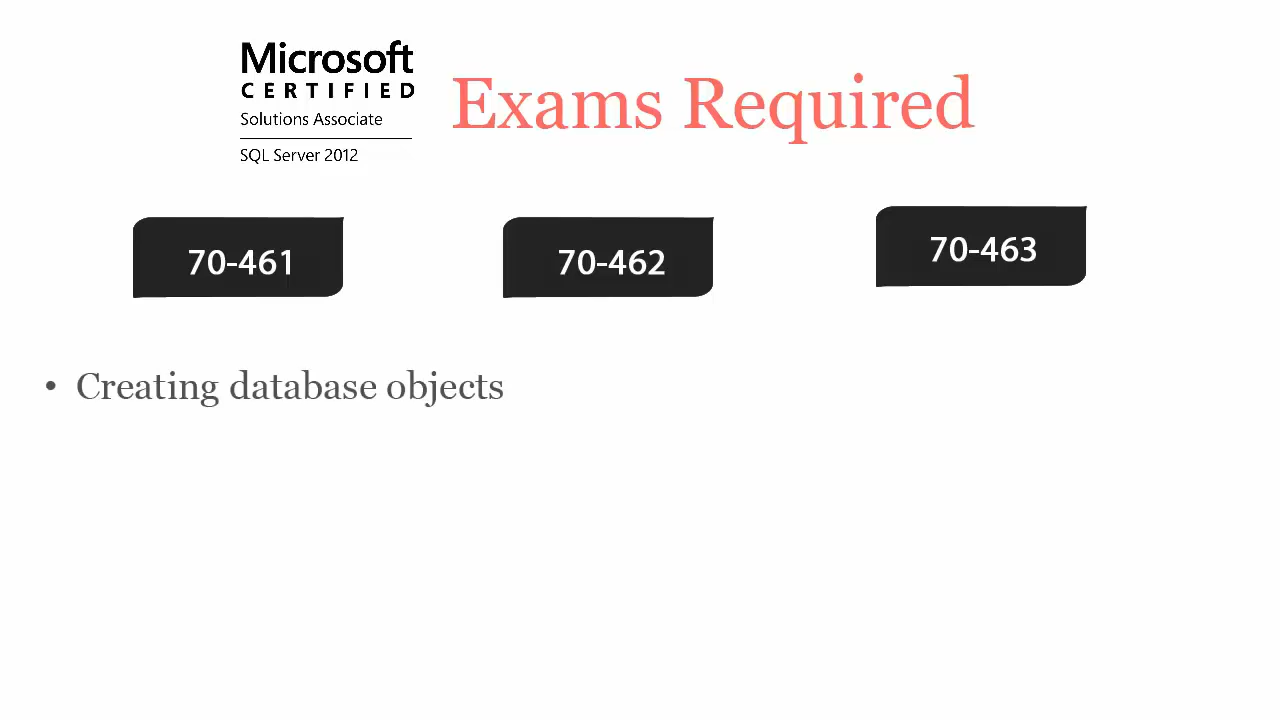 Microsoft
CERTIFIED
Solutions Associate
SQL Server 2012
Exams Required
70-461
70-462
70-463
• Creating database objects